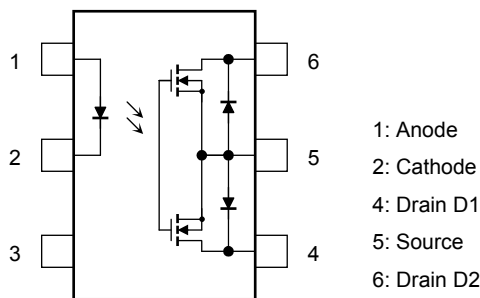 1
6
2
5
3
4
1: Anode
2: Cathode
4: Drain D1
5: Source
6: Drain D2